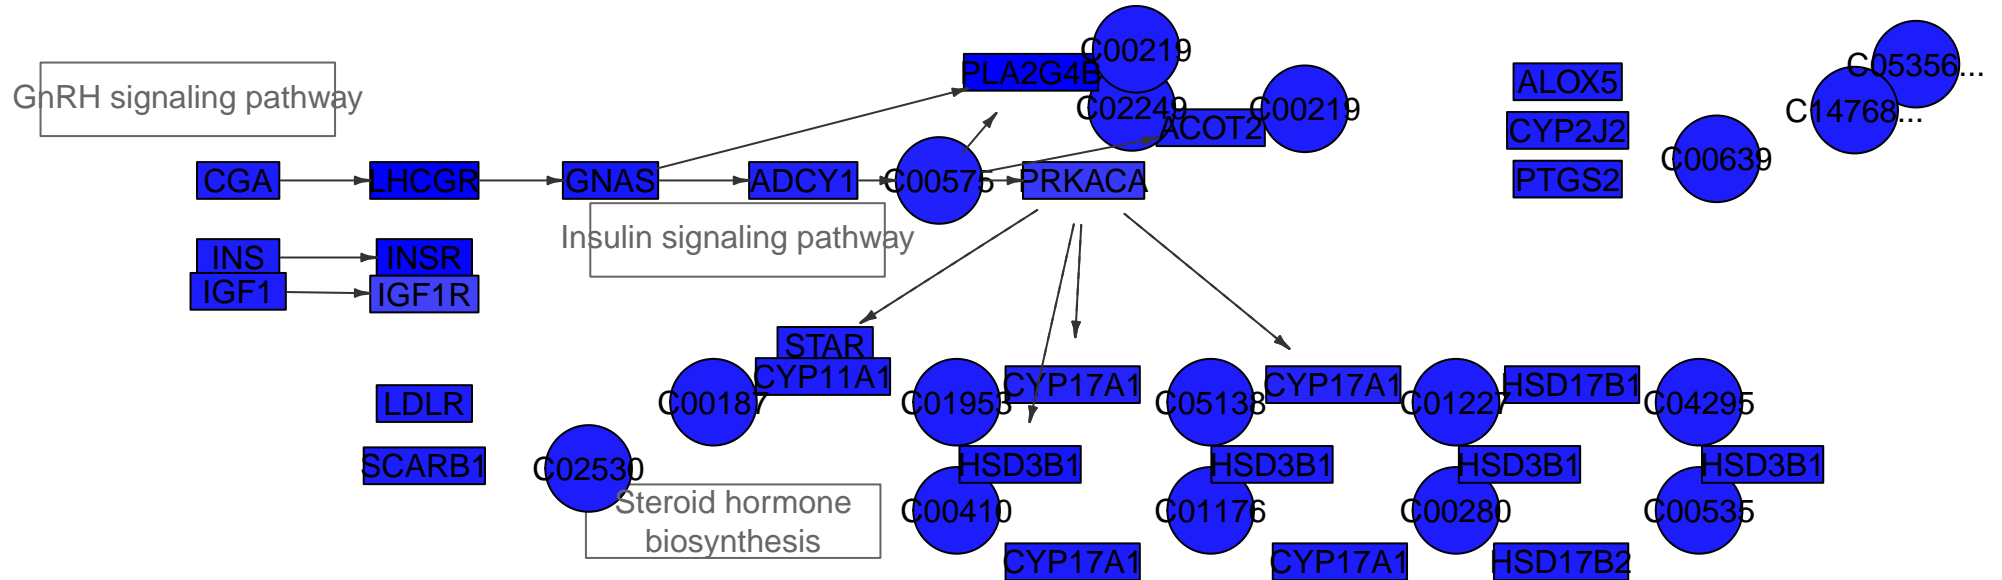 C00219
C05356...
PLA2G4B
ALOX5
GnRH signaling pathway
C02249
C00219
C14768...
ACOT2
CYP2J2
C00639
CGA
LHCGR
GNAS
ADCY1
C00575
PRKACA
PTGS2
Insulin signaling pathway
INS
INSR
IGF1
IGF1R
STAR
CYP11A1
CYP17A1
CYP17A1
HSD17B1
LDLR
C00187
C01953
C05138
C01227
C04295
SCARB1
C02530
HSD3B1
HSD3B1
HSD3B1
HSD3B1
Steroid hormone
biosynthesis
C00410
C01176
C00280
C00535
CYP17A1
CYP17A1
HSD17B2